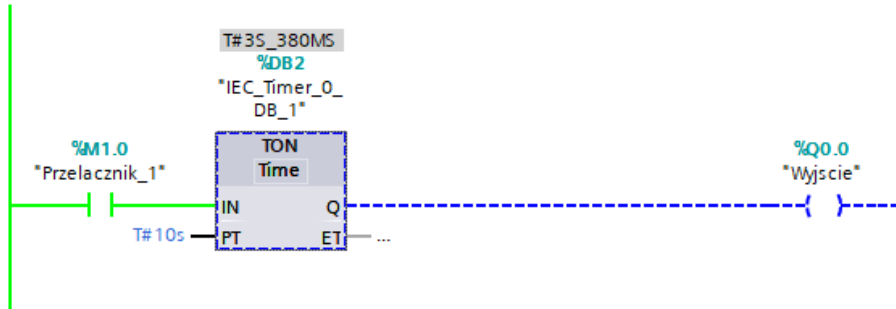 T#3S_380MS
%DB2
"IEC_Timer_0_
DB_1"
%M1.0
"Przelacznik_1"
TON
Time
%Q0.0
"Wyjscie"
IN
Q
T#10s
PT
ET
...